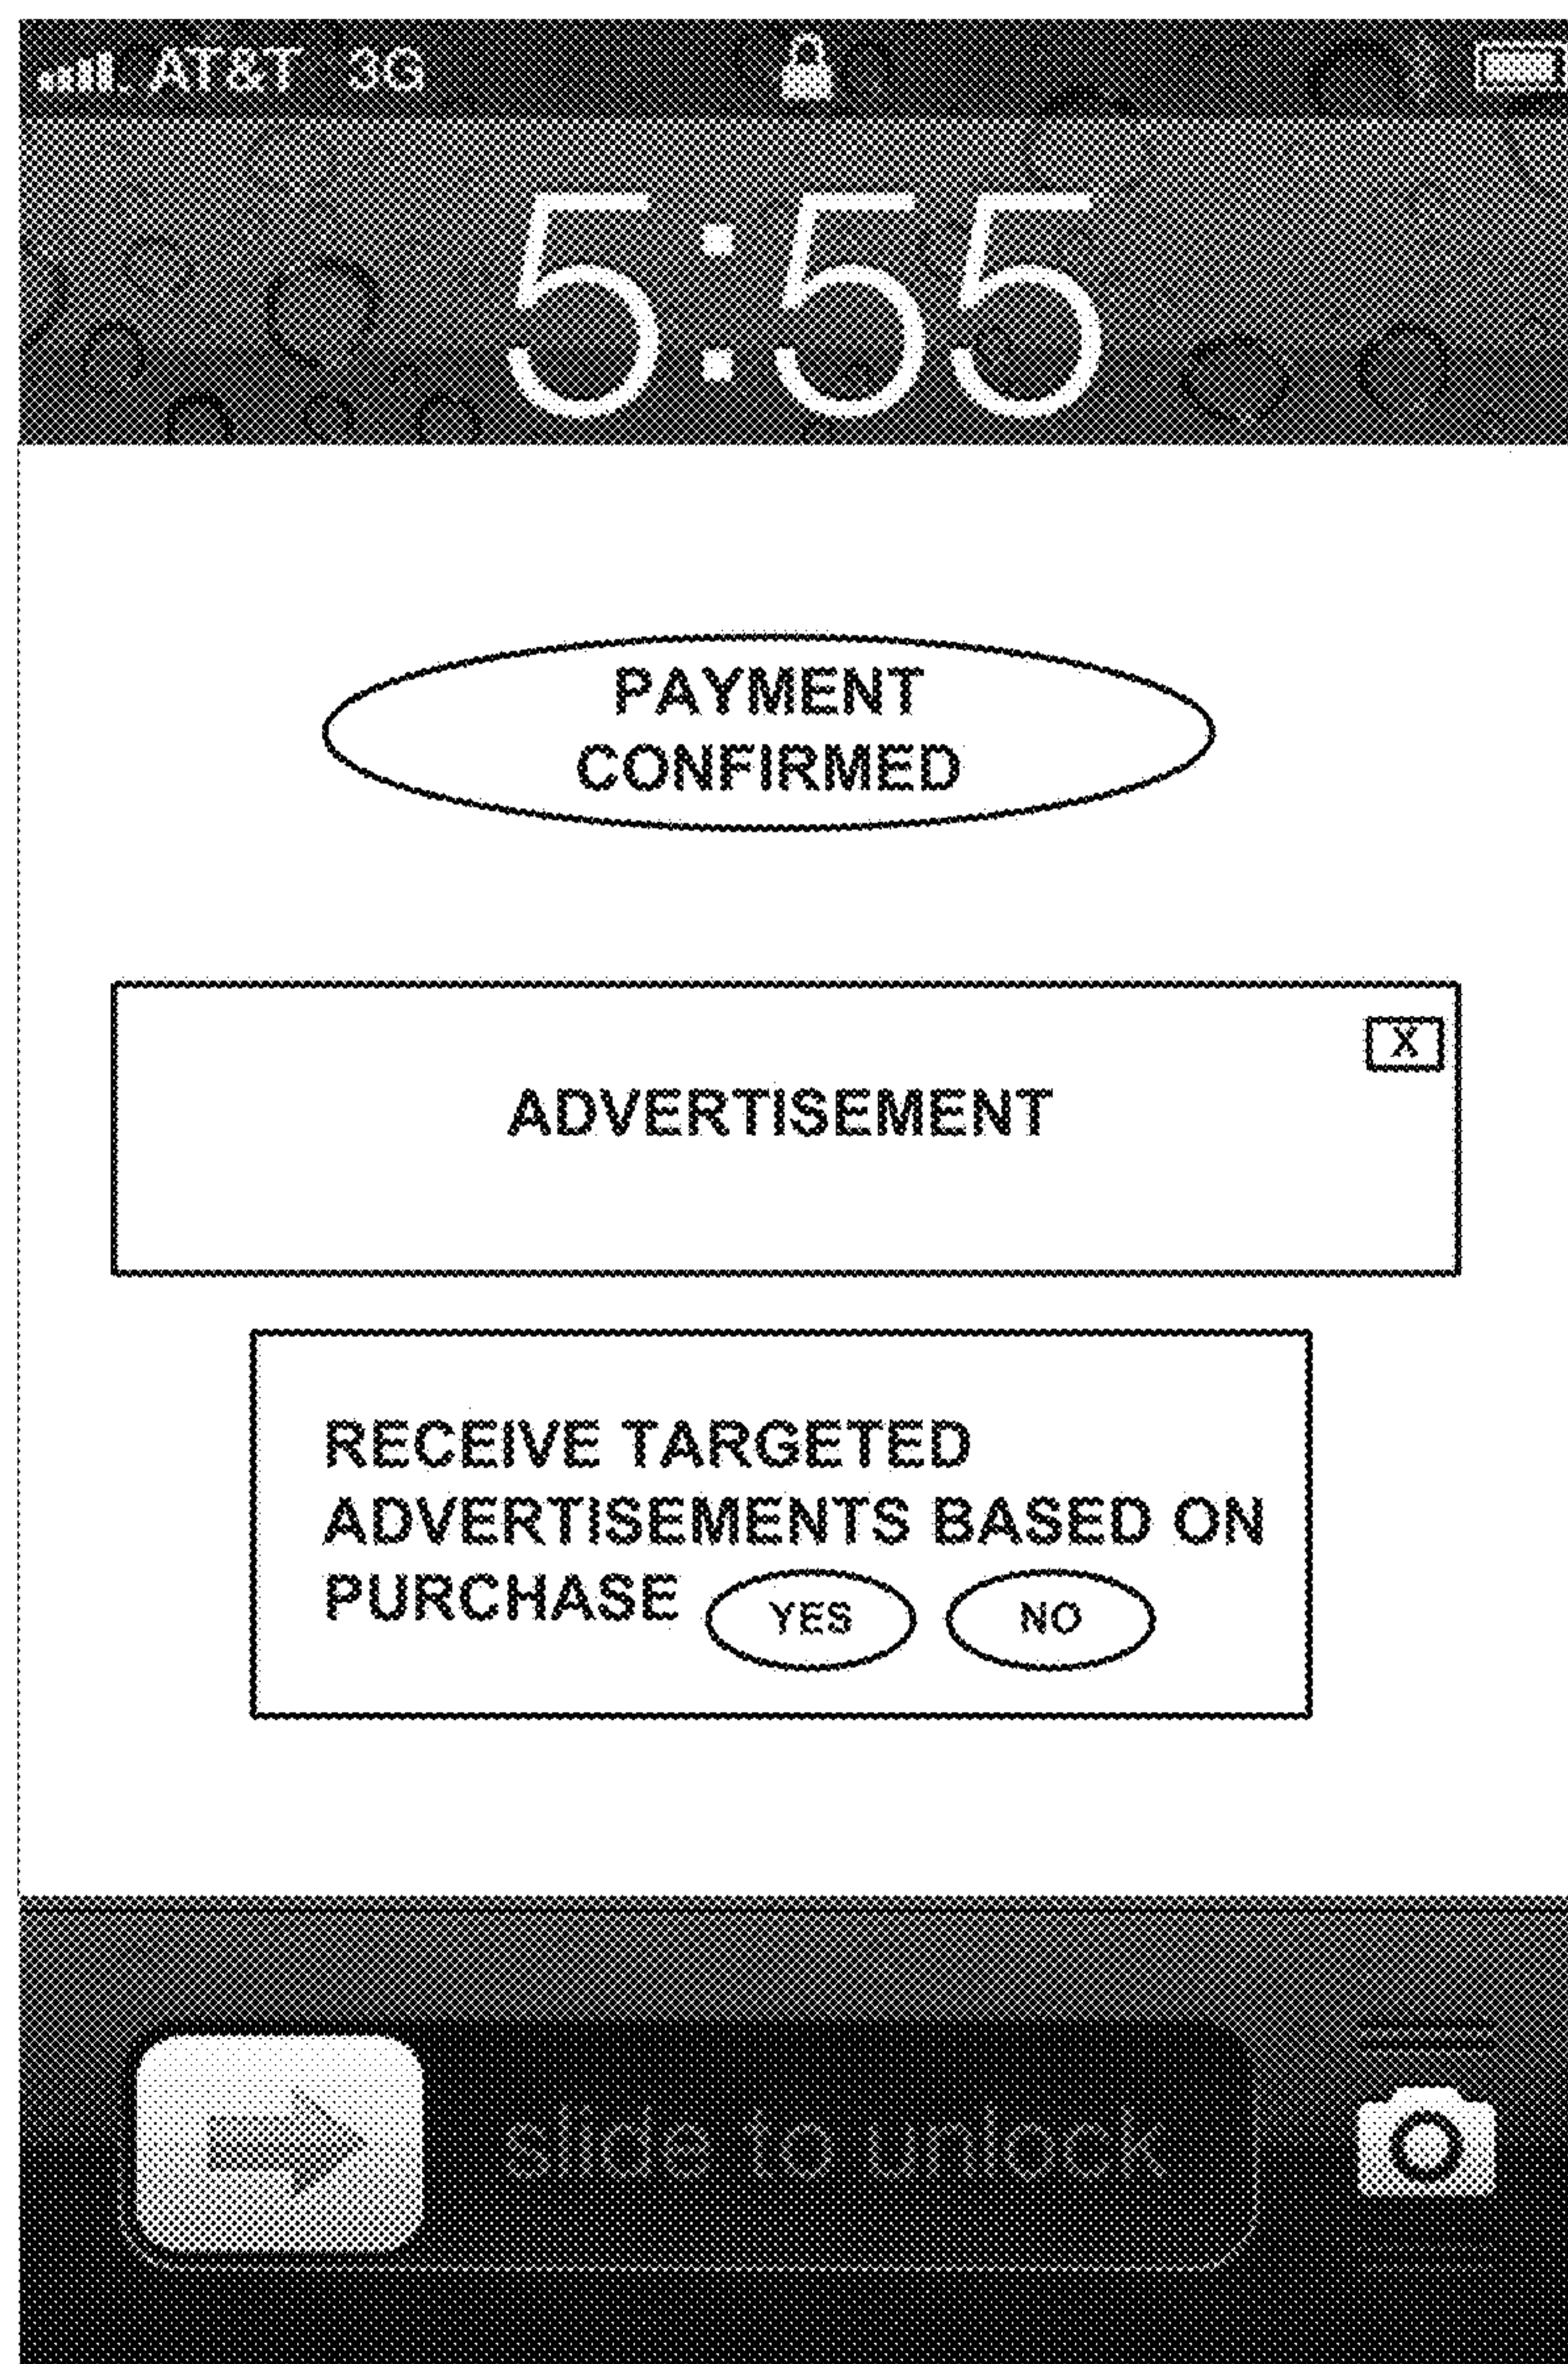 AT&T 3G
5:55
PAYMENT
CONFIRMED
X
ADVERTISEMENT
RECEIVE TARGETED
ADVERTISEMENTS BASED ON
PURCHASE YES NO
slide to unlock